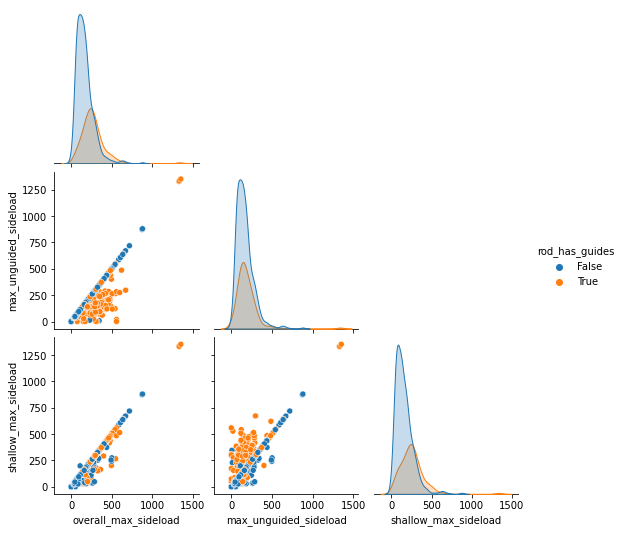 max_unguided_sideload
1250
1000
750
500
250
0
rod_has_guides
False
True
shallow_max_sideload
1250
1000
750
500
250
0
0 500 1000 1500
0 500 1000 1500
0 500 1000 1500
overall_max_sideload
max_unguided_sideload
shallow_max_sideload